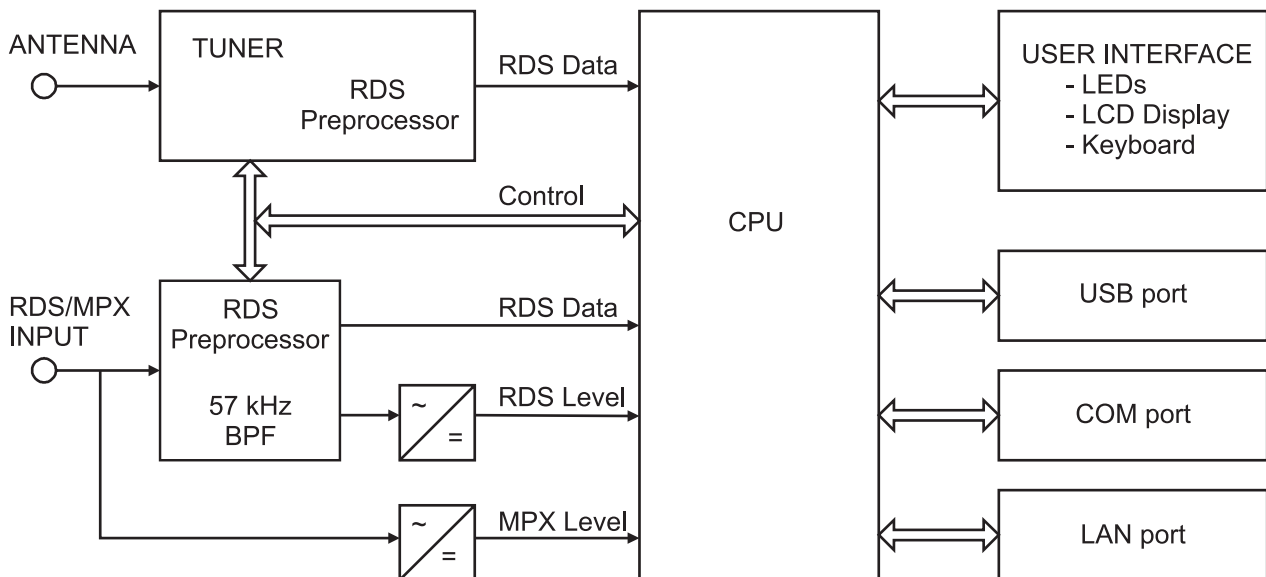 ANTENNA
TUNER
RDS
Preprocessor
RDS Data
Control
CPU
USER INTERFACE
- LEDs
- LCD Display
- Keyboard
RDS/MPX
INPUT
RDS
Preprocessor
57 kHz
BPF
RDS Data
~
=
RDS Level
~
=
MPX Level
USB port
COM port
LAN port